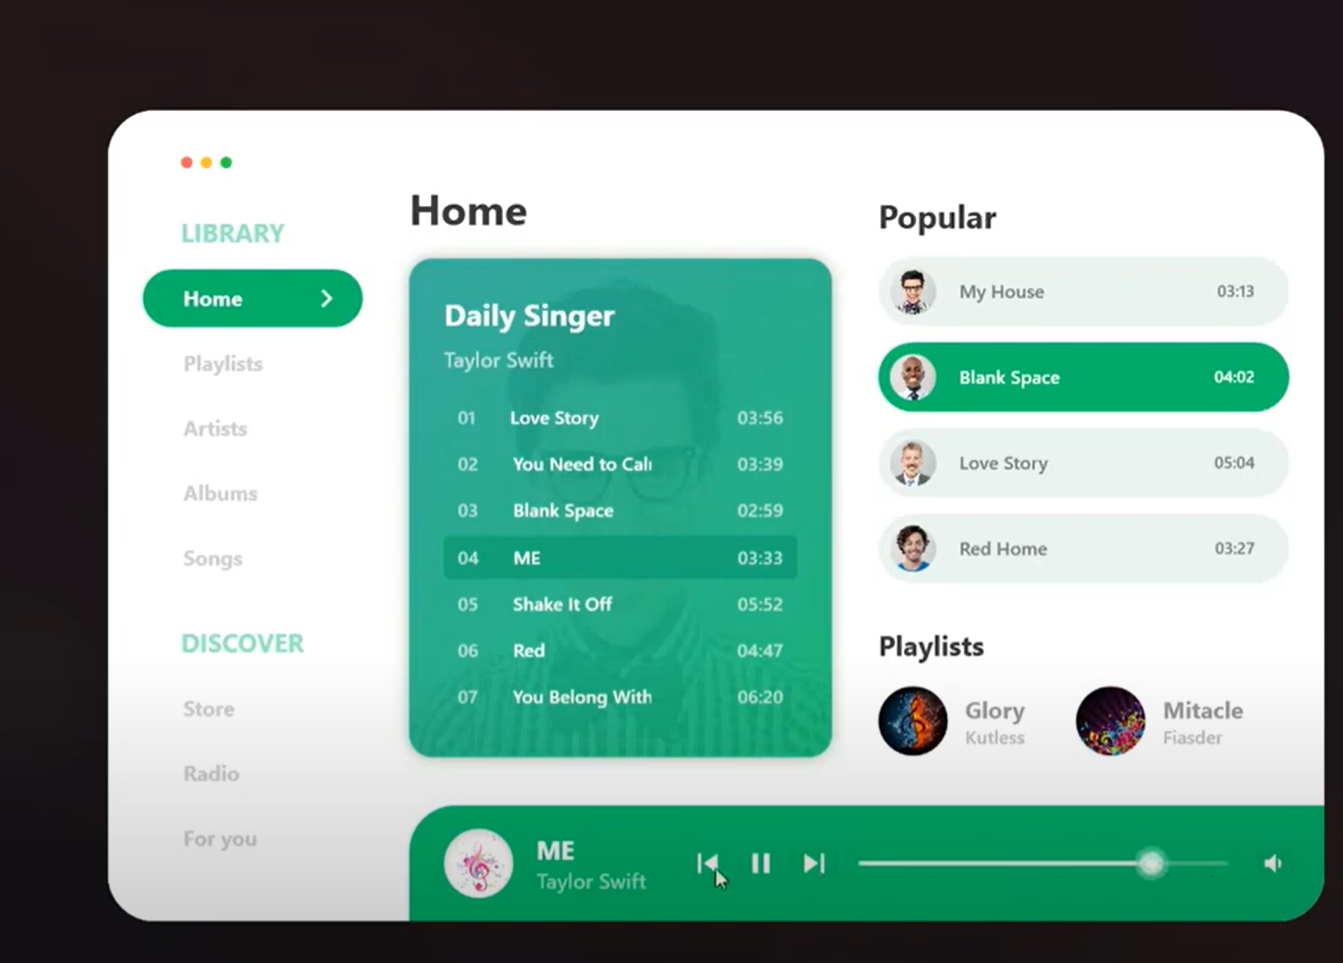 LIBRARY
Home
Playlists
Artists
Albums
Songs
DISCOVER
Store
Radio
For you
Home
Daily Singer
Taylor Swift
01 Love Story 03:56
02 You Need to Cal 03:39
03 Blank Space 02:59
04 ME 03:33
05 Shake It Off 05:52
06 Red 04:47
07 You Belong With 06:20
Popular
My House 03:13
Blank Space 04:02
Love Story 05:04
Red Home 03:27
Playlists
Glory
Kutless
Mitacle
Fiasder
ME
Taylor Swift